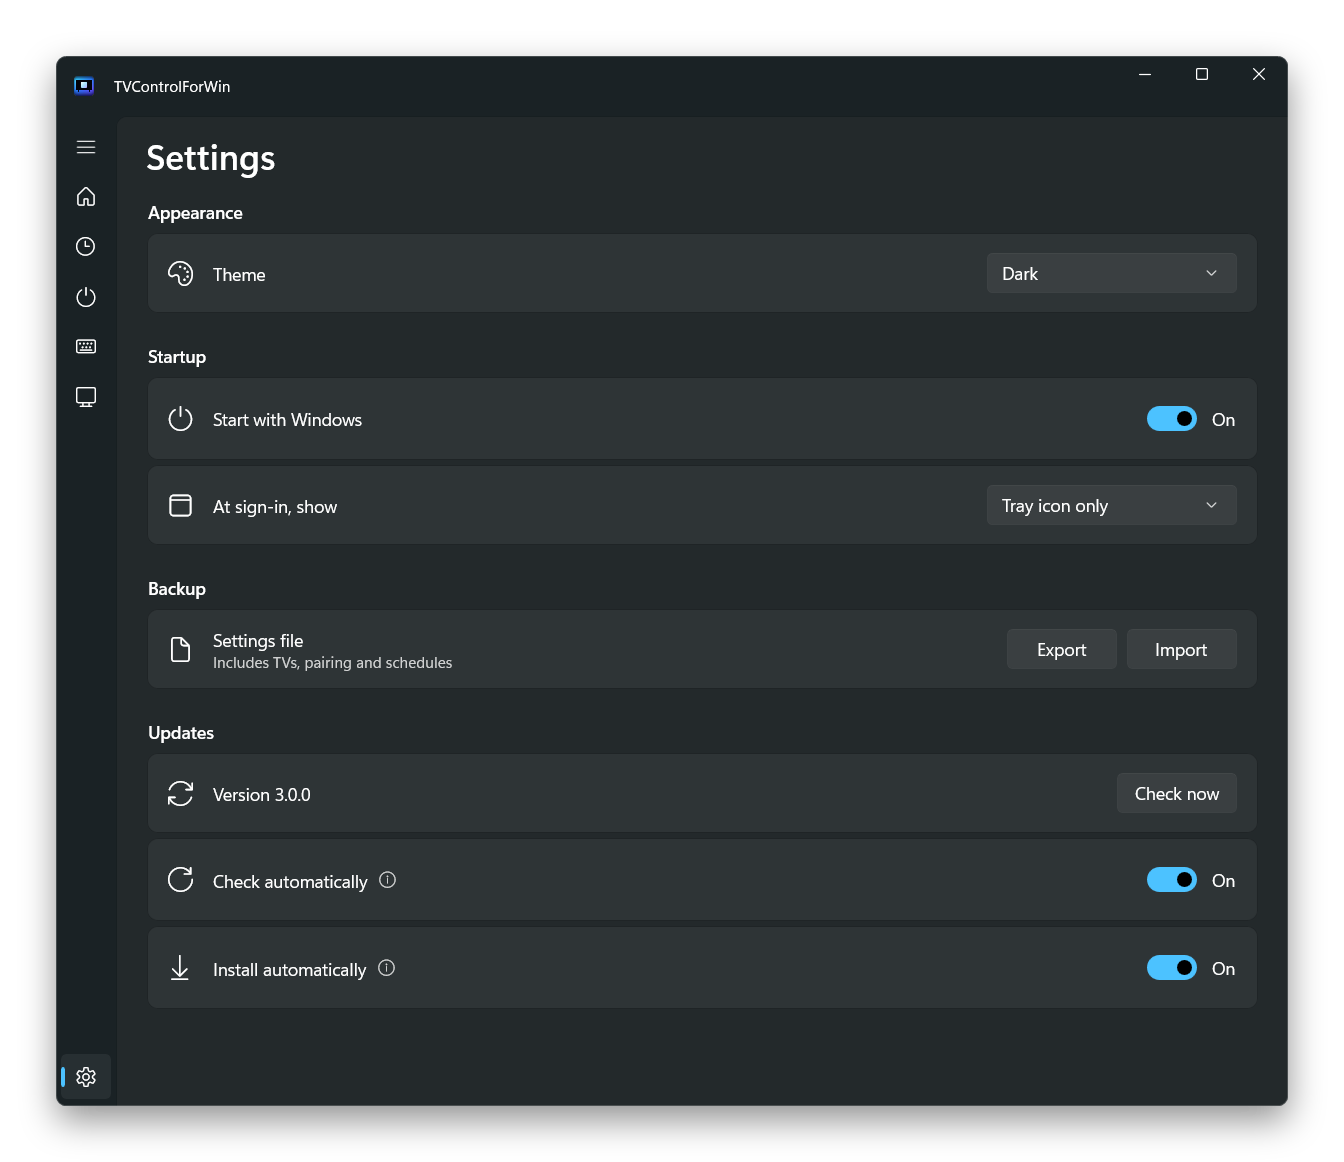 TVControlForWin
Settings
Appearance
Theme
Dark
Startup
Start with Windows
On
At sign-in, show
Tray icon only
Backup
Settings file
Includes TVs, pairing and schedules
Export
Import
Updates
Version 3.0.0
Check now
Check automatically
On
Install automatically
On